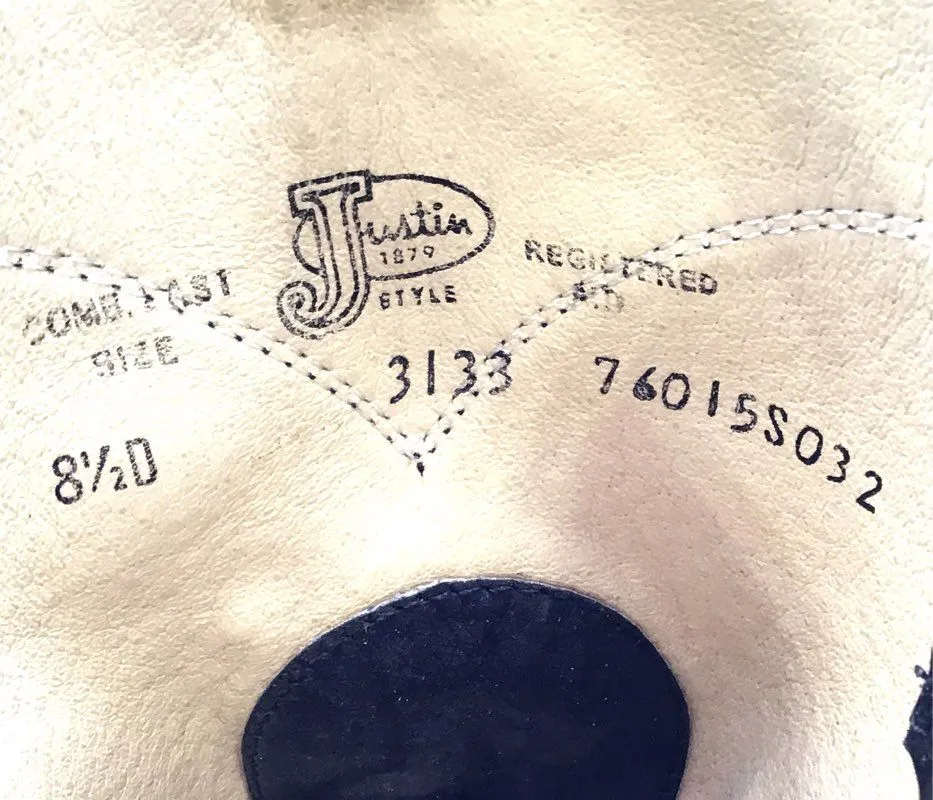 Justin
1879
STYLE
COMB. LAST
SIZE
8½D
3133
REGISTERED
76015S032